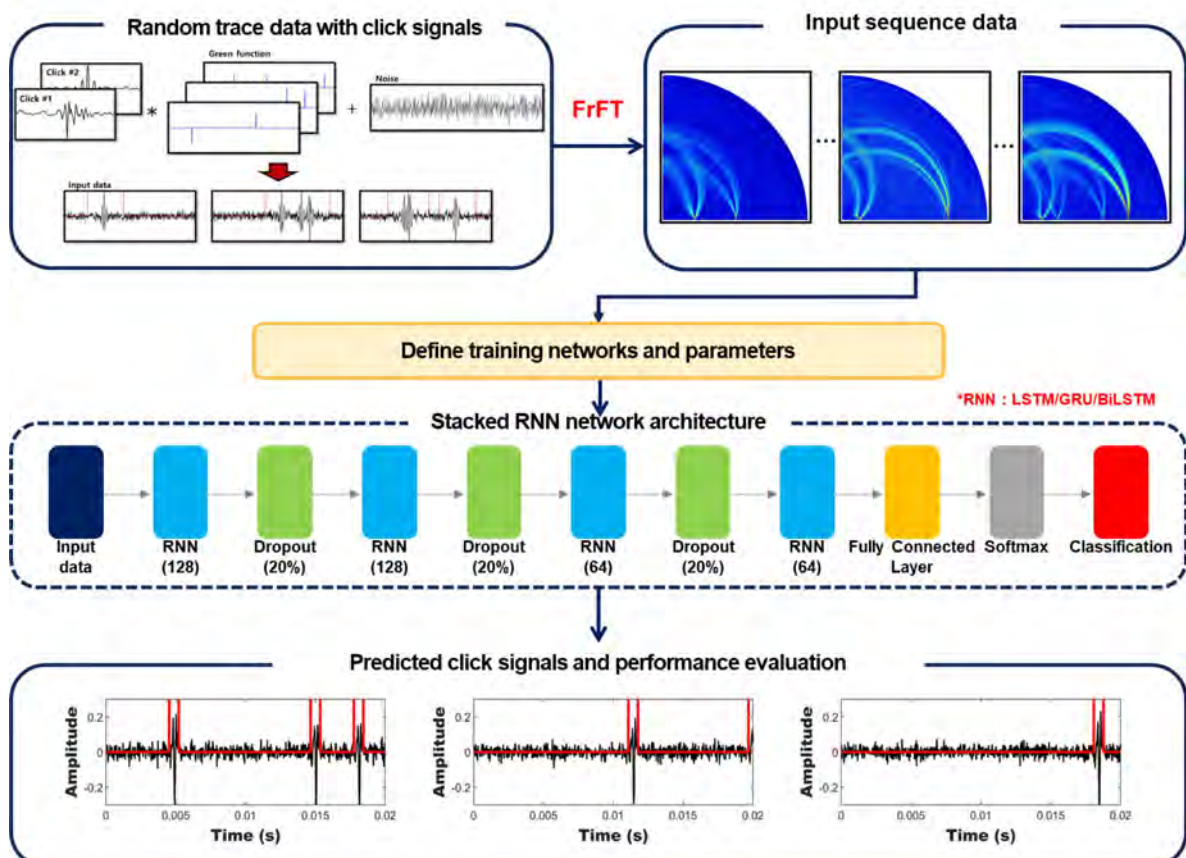 Random trace data with click signals
Click #2
Click #1
*
Green function
+
Noise
Input data
FrFT
Input sequence data
...
...
Define training networks and parameters
*RNN : LSTM/GRU/BiLSTM
Stacked RNN network architecture
Input
data
RNN
(128)
Dropout
(20%)
RNN
(128)
Dropout
(20%)
RNN
(64)
Dropout
(20%)
RNN
(64)
Fully Connected
Layer
Softmax
Classification
Predicted click signals and performance evaluation
Amplitude
0.2
0
-0.2
0
0.005
0.01
0.015
0.02
Time (s)
Amplitude
0.2
0
-0.2
0
0.005
0.01
0.015
0.02
Time (s)
Amplitude
0.2
0
-0.2
0
0.005
0.01
0.015
0.02
Time (s)